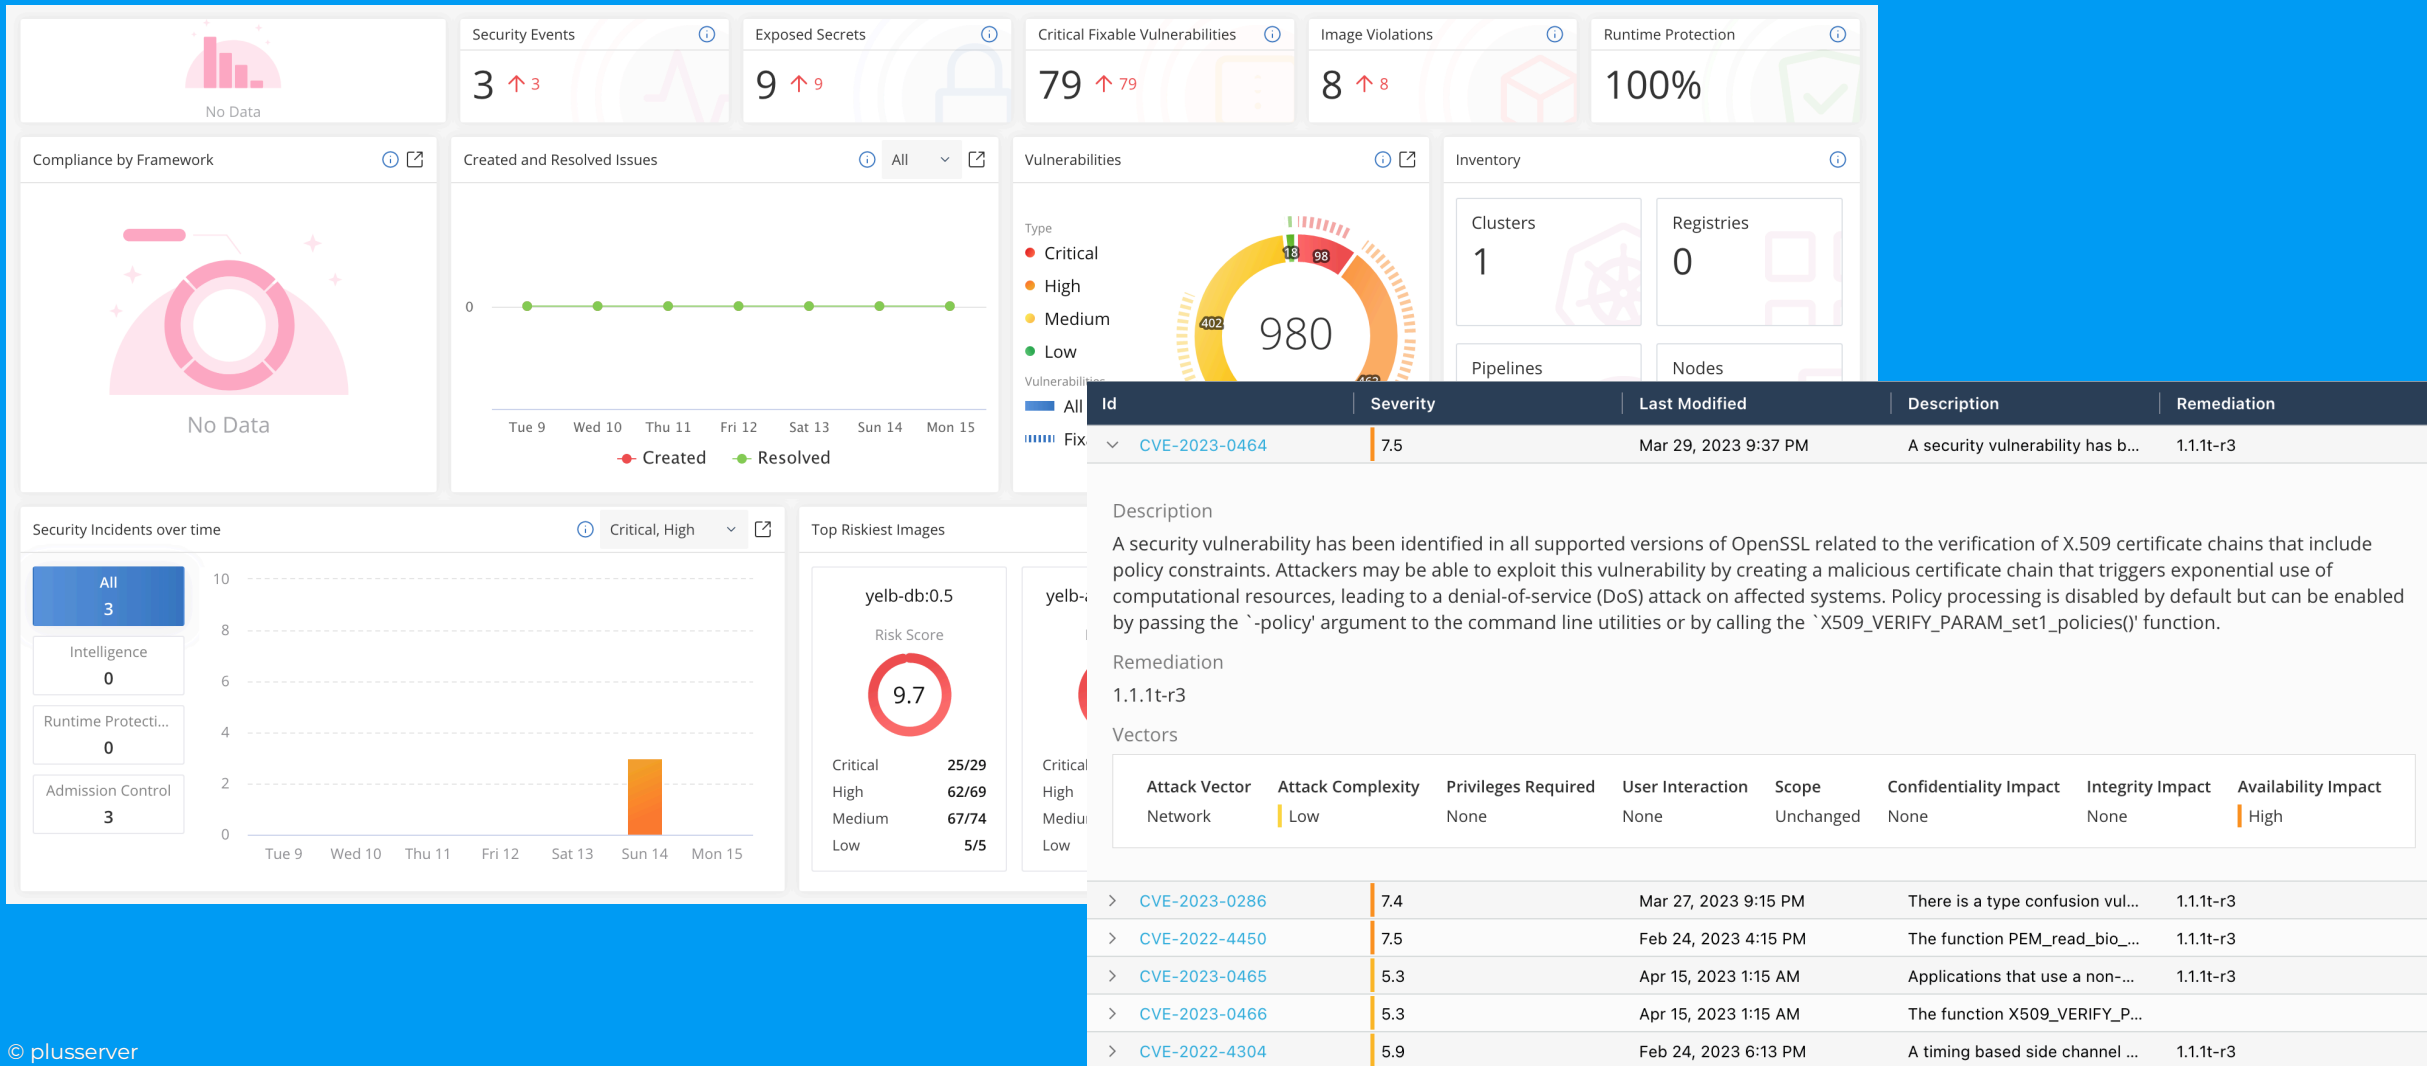 No Data
Security Events
3 3
Exposed Secrets
9 9
Critical Fixable Vulnerabilities
79 79
Image Violations
8 8
Runtime Protection
100%
Compliance by Framework
No Data
Created and Resolved Issues
All
0
Tue 9 Wed 10 Thu 11 Fri 12 Sat 13 Sun 14 Mon 15
Created Resolved
Vulnerabilities
Type
Critical
High
Medium
Low
Vulnerabilities
All
18
98
402
980
Inventory
Clusters
1
Registries
0
Pipelines
Nodes
Security Incidents over time
Critical, High
All
3
Intelligence
0
Runtime Protecti...
0
Admission Control
3
10
8
6
4
2
0
Tue 9 Wed 10 Thu 11 Fri 12 Sat 13 Sun 14 Mon 15
Top Riskiest Images
yelb-db:0.5
Risk Score
9.7
Critical 25/29
High 62/69
Medium 67/74
Low 5/5
Critical
High
Low
Id Severity Last Modified Description Remediation
CVE-2023-0464 7.5 Mar 29, 2023 9:37 PM A security vulnerability has b... 1.1.1t-r3
Description
A security vulnerability has been identified in all supported versions of OpenSSL related to the verification of X.509 certificate chains that include
policy constraints. Attackers may be able to exploit this vulnerability by creating a malicious certificate chain that triggers exponential use of
computational resources, leading to a denial-of-service (DoS) attack on affected systems. Policy processing is disabled by default but can be enabled
by passing the `-policy' argument to the command line utilities or by calling the `X509_VERIFY_PARAM_set1_policies()' function.
Remediation
1.1.1t-r3
Vectors
Attack Vector Attack Complexity Privileges Required User Interaction Scope Confidentiality Impact Integrity Impact Availability Impact
Network Low None None Unchanged None None High
CVE-2023-0286 7.4 Mar 27, 2023 9:15 PM There is a type confusion vul... 1.1.1t-r3
CVE-2022-4450 7.5 Feb 24, 2023 4:15 PM The function PEM_read_bio_... 1.1.1t-r3
CVE-2023-0465 5.3 Apr 15, 2023 1:15 AM Applications that use a non-... 1.1.1t-r3
CVE-2023-0466 5.3 Apr 15, 2023 1:15 AM The function X509_VERIFY_P...
CVE-2022-4304 5.9 Feb 24, 2023 6:13 PM A timing based side channel ... 1.1.1t-r3
© plusserver